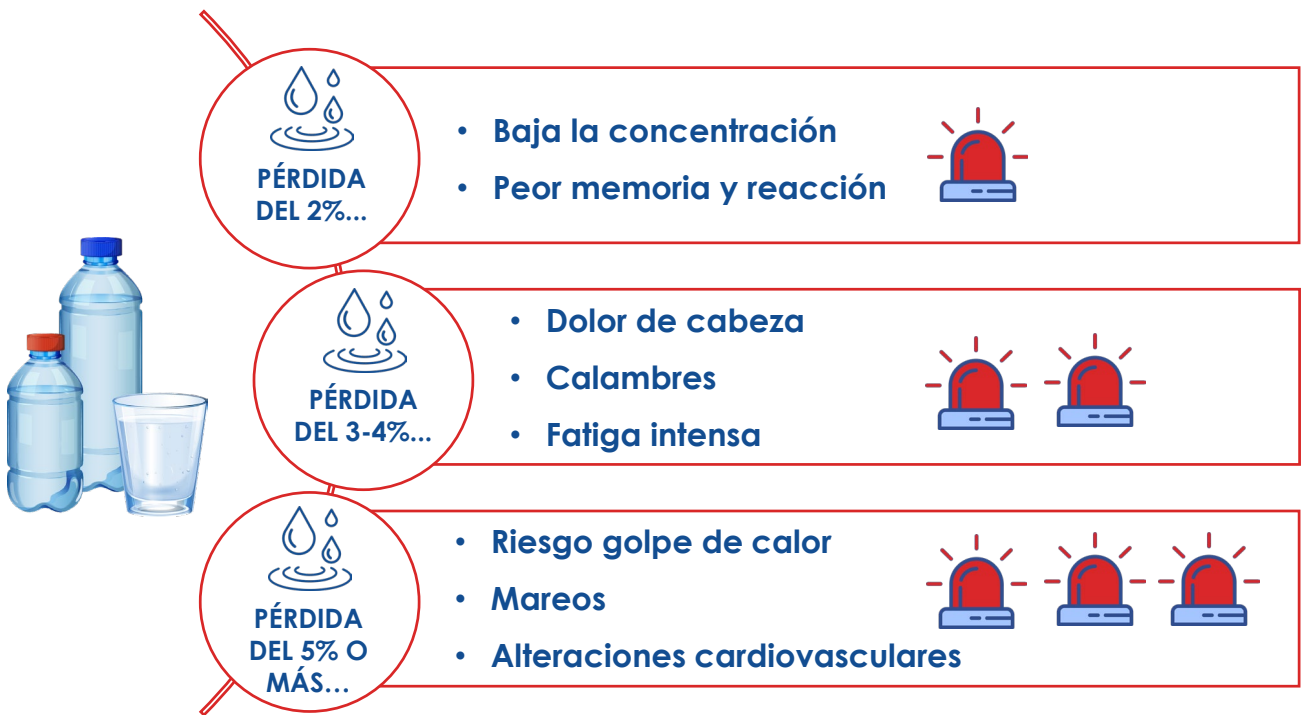 PÉRDIDA
DEL 2%...
• Baja la concentración
• Peor memoria y reacción
PÉRDIDA
DEL 3-4%...
• Dolor de cabeza
• Calambres
• Fatiga intensa
PÉRDIDA
DEL 5% O
MÁS…
• Riesgo golpe de calor
• Mareos
• Alteraciones cardiovasculares